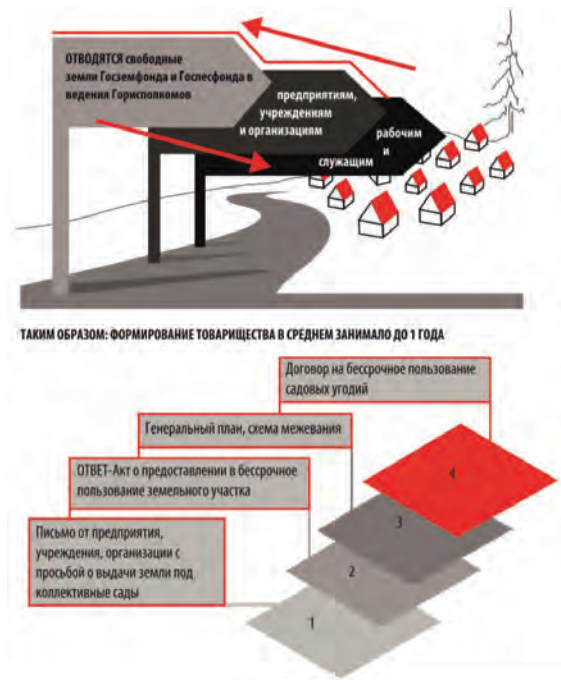 ОТВОДЯТСЯ свободные
земли Госземфонда и Гослесфонда в
ведения Горисполкомов
предприятиям,
учреждениям
и организациям
рабочим
и
служащим
ТАКИМ ОБРАЗОМ: ФОРМИРОВАНИЕ ТОВАРИЩЕСТВА В СРЕДНЕМ ЗАНИМАЛО ДО 1 ГОДА
Договор на бессрочное пользование
садовых угодий
Генеральный план, схема межевания
ОТВЕТ-Акт о предоставлении в бессрочное
пользование земельного участка
Письмо от предприятия,
учреждения, организации с
просьбой о выдачи земли под
коллективные сады
4
3
2
1